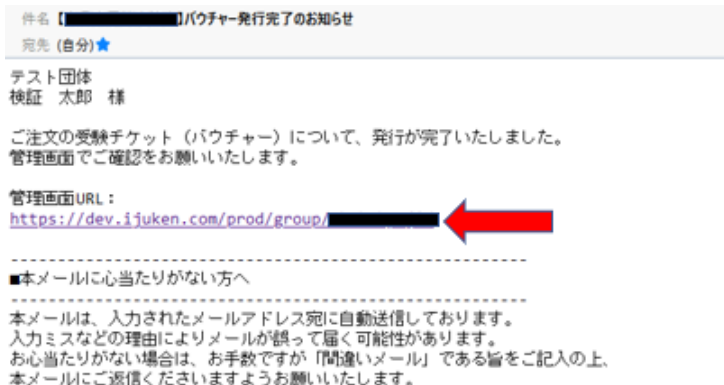 件名【】バウチャー発行完了のお知らせ
宛先 (自分)★
テスト団体
検証　太郎　様
ご注文の受験チケット（バウチャー）について、発行が完了いたしました。
管理画面でご確認をお願いいたします。
管理画面URL：
https://dev.ijuken.com/prod/group/
------------------------------------------------------
■本メールに心当たりがない方へ
------------------------------------------------------
本メールは、入力されたメールアドレス宛に自動送信しております。
入力ミスなどの理由によりメールが誤って届く可能性があります。
お心当たりがない場合は、お手数ですが「間違いメール」である旨をご記入の上、
本メールにご返信くださいますようお願いいたします。